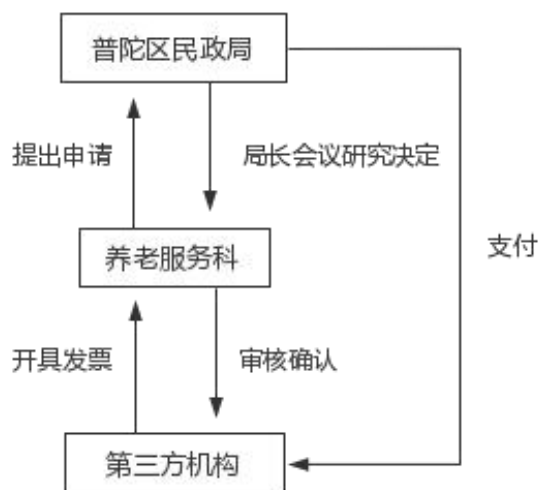 普陀区民政局
提出申请
局长会议研究决定
养老服务科
支付
开具发票
审核确认
第三方机构